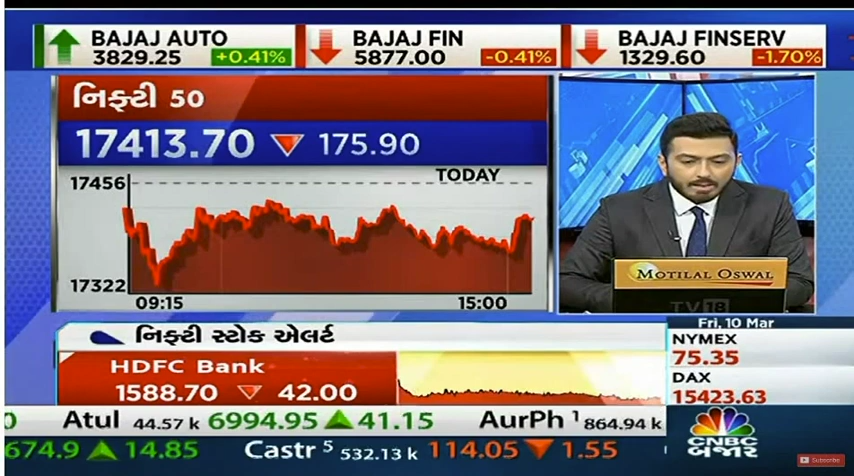 BAJAJ AUTO
3829.25 +0.41%
BAJAJ FIN
5877.00 -0.41%
BAJAJ FINSERV
1329.60 -1.70%
નિફ્ટી 50
17413.70 175.90
TODAY
17456
17322
09:15 15:00
MOTILAL OSWAL
TV18
નિફ્ટી સ્ટોક એલર્ટ
HDFC Bank
1588.70 42.00
Fri, 10 Mar
NYMEX
75.35
DAX
15423.63
0 Atul 44.57 k 6994.95 41.15 AurPh 1 864.94 k
674.9 14.85 Castr 5 532.13 k 114.05 1.55
CNBC
બજાર
Subscribe